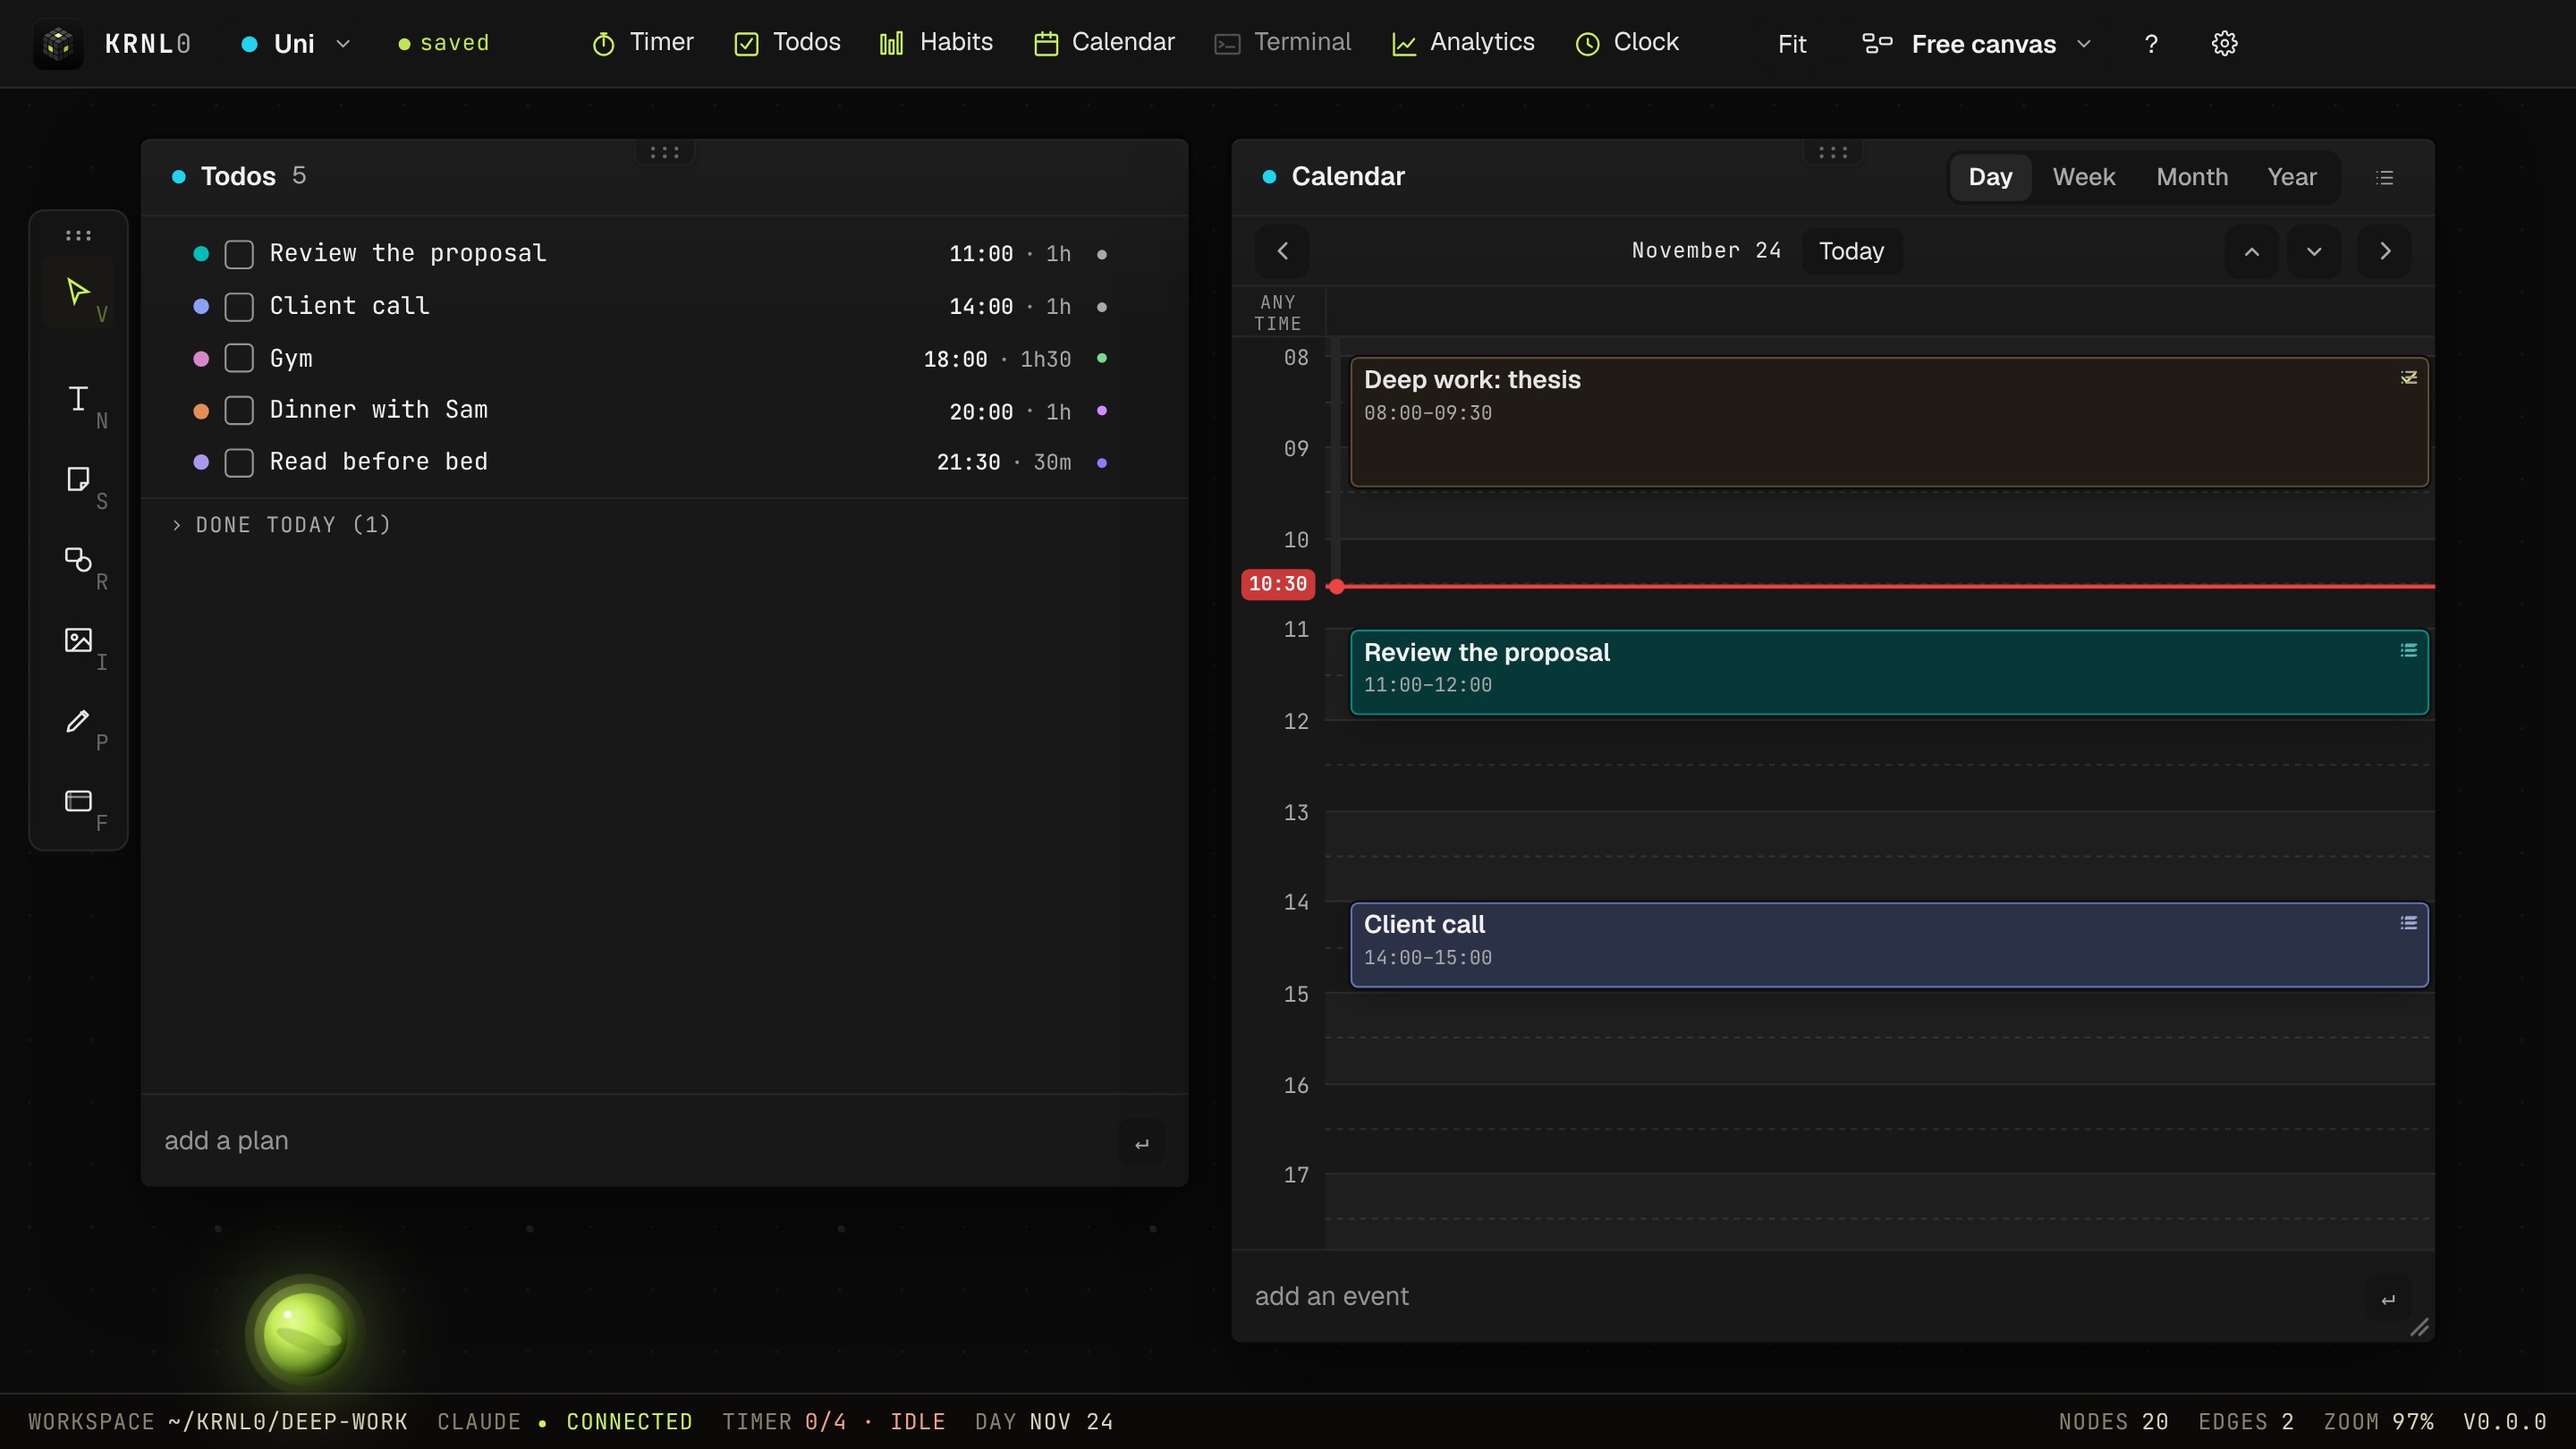 KRNL0 Uni saved Timer Todos Habits Calendar Terminal Analytics Clock Fit Free canvas ?
Todos 5
Review the proposal 11:00 · 1h
Client call 14:00 · 1h
Gym 18:00 · 1h30
Dinner with Sam 20:00 · 1h
Read before bed 21:30 · 30m
DONE TODAY (1)
add a plan
V
N
S
R
I
P
F
Calendar Day Week Month Year
November 24 Today
ANY
TIME
08
Deep work: thesis
08:00–09:30
09
10
10:30
11
Review the proposal
11:00–12:00
12
13
14
Client call
14:00–15:00
15
16
17
add an event
WORKSPACE ~/KRNL0/DEEP-WORK CLAUDE • CONNECTED TIMER 0/4 · IDLE DAY NOV 24 NODES 20 EDGES 2 ZOOM 97% V0.0.0